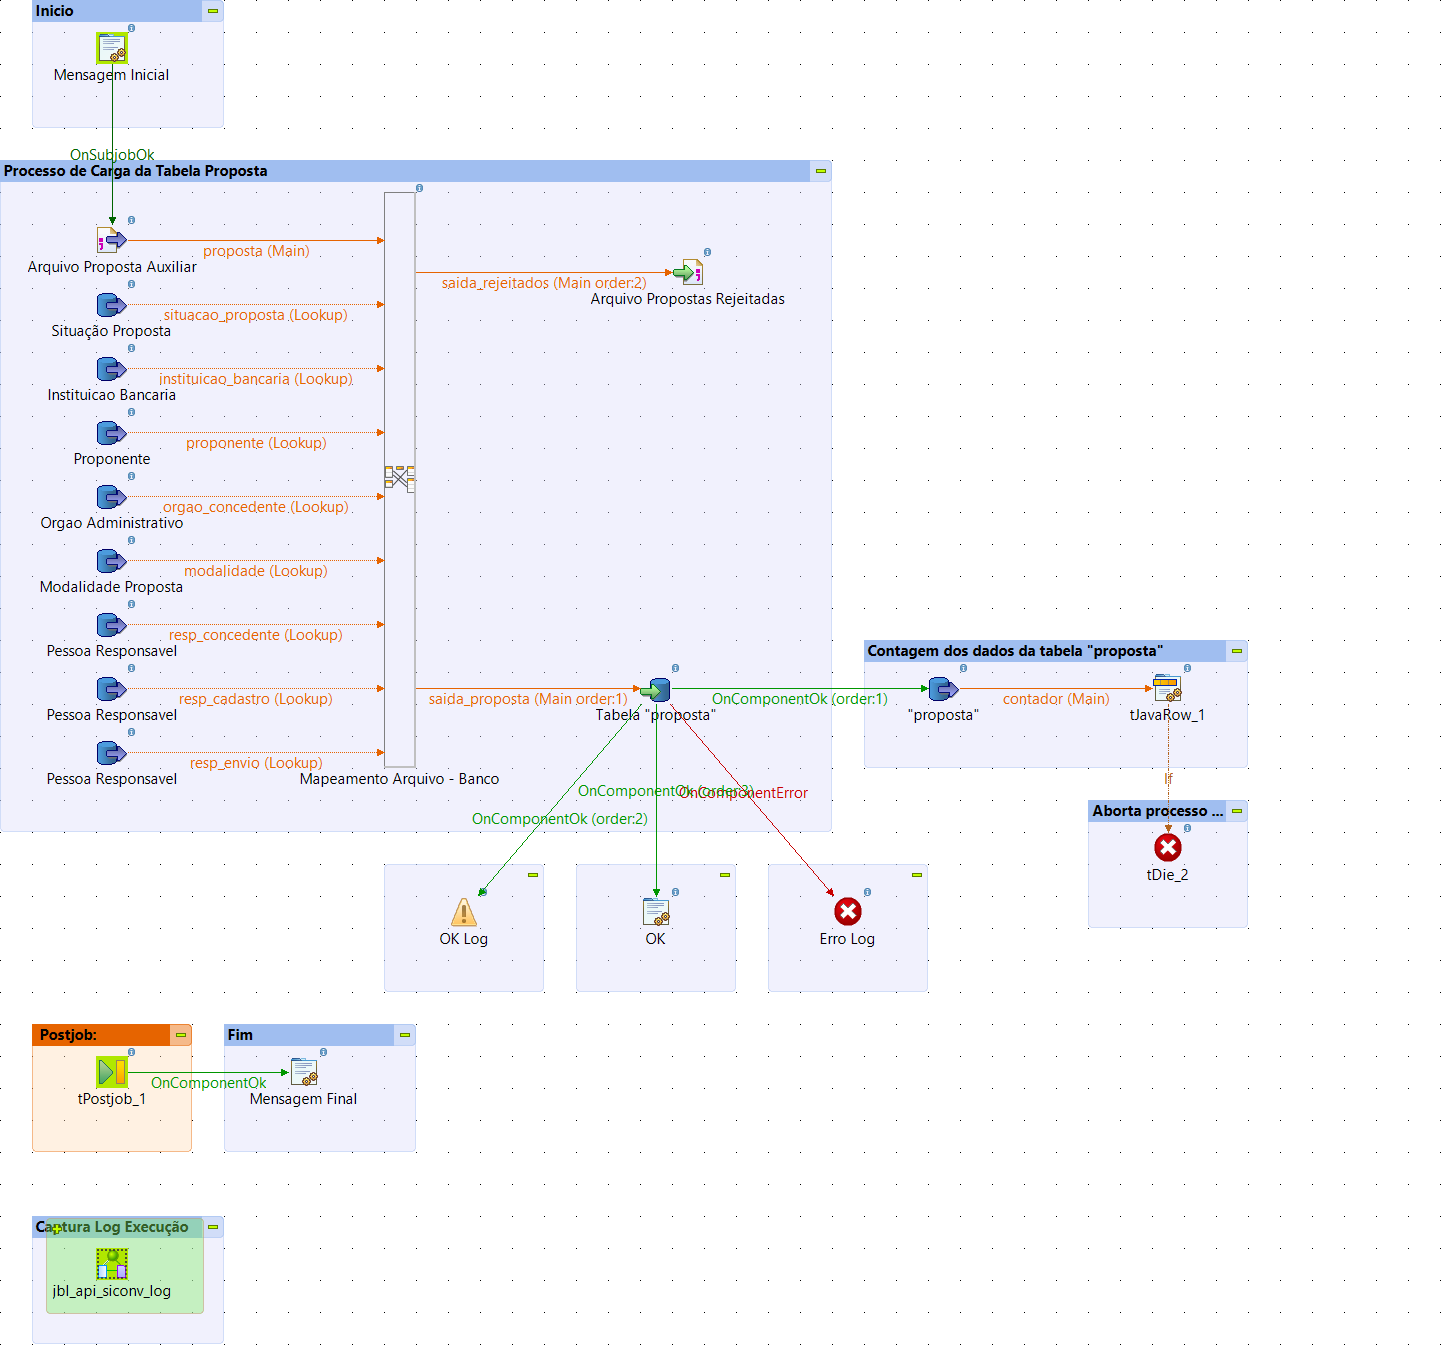 Inicio
Mensagem Inicial
OnSubjobOk
Processo de Carga da Tabela Proposta
Arquivo Proposta Auxiliar
proposta (Main)
saida_rejeitados (Main order:2)
Arquivo Propostas Rejeitadas
Situação Proposta
situacao_proposta (Lookup)
Instituicao Bancaria
instituicao_bancaria (Lookup)
Proponente
proponente (Lookup)
Orgao Administrativo
orgao_concedente (Lookup)
Modalidade Proposta
modalidade (Lookup)
Pessoa Responsavel
resp_concedente (Lookup)
Pessoa Responsavel
resp_cadastro (Lookup)
Pessoa Responsavel
resp_envio (Lookup)
Mapeamento Arquivo - Banco
saida_proposta (Main order:1)
Tabela "proposta"
OnComponentOk (order:1)
Contagem dos dados da tabela "proposta"
"proposta"
contador (Main)
tJavaRow_1
If
Aborta processo ...
tDie_2
OnComponentOk
OnComponentError
OnComponentOk (order:2)
OK Log
OK
Erro Log
Postjob:
tPostjob_1
OnComponentOk
Fim
Mensagem Final
Captura Log Execução
jbl_api_siconv_log